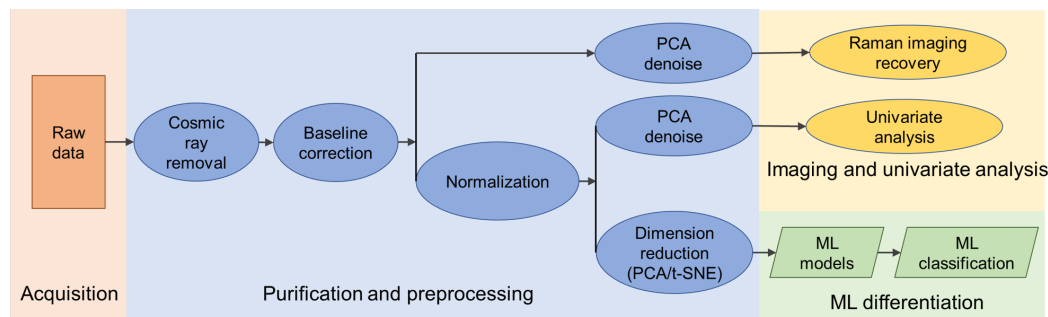 Raw
data
Acquisition
Cosmic
ray
removal
Baseline
correction
Normalization
PCA
denoise
PCA
denoise
Dimension
reduction
(PCA/t-SNE)
Purification and preprocessing
Raman imaging
recovery
Univariate
analysis
Imaging and univariate analysis
ML
models
ML
classification
ML differentiation